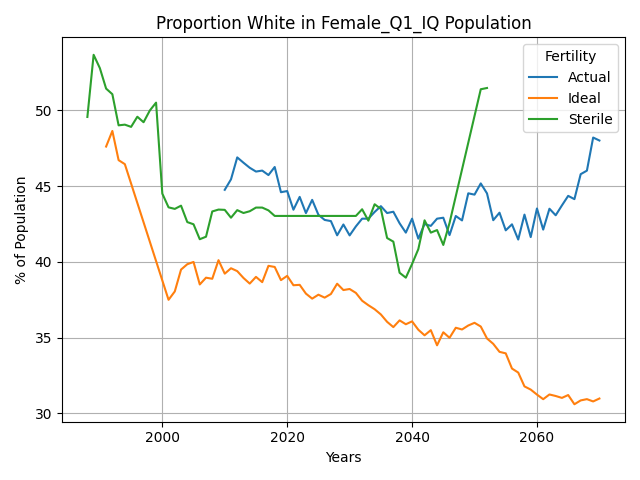 Proportion White in Female_Q1_IQ Population
Fertility
Actual
Ideal
Sterile
% of Population
50
45
40
35
30
2000
2020
2040
2060
Years